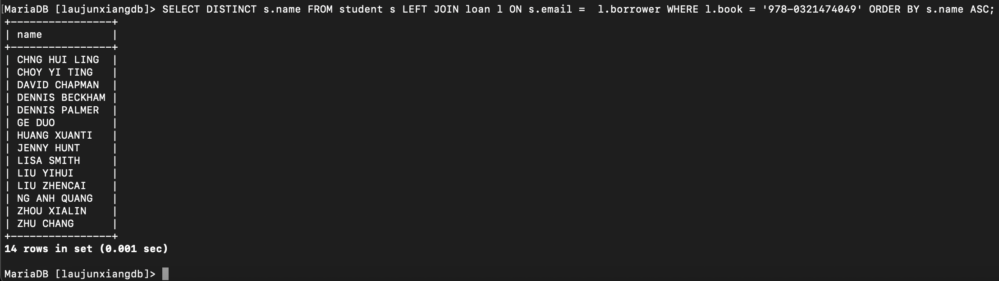 MariaDB [laujunxiangdb]> SELECT DISTINCT s.name FROM student s LEFT JOIN loan l ON s.email =  l.borrower WHERE l.book = '978-0321474049' ORDER BY s.name ASC;
+----------------+
| name           |
+----------------+
| CHNG HUI LING  |
| CHOY YI TING   |
| DAVID CHAPMAN  |
| DENNIS BECKHAM |
| DENNIS PALMER  |
| GE DUO         |
| HUANG XUANTI   |
| JENNY HUNT     |
| LISA SMITH     |
| LIU YIHUI      |
| LIU ZHENCAI    |
| NG ANH QUANG   |
| ZHOU XIALIN    |
| ZHU CHANG      |
+----------------+
14 rows in set (0.001 sec)
MariaDB [laujunxiangdb]>